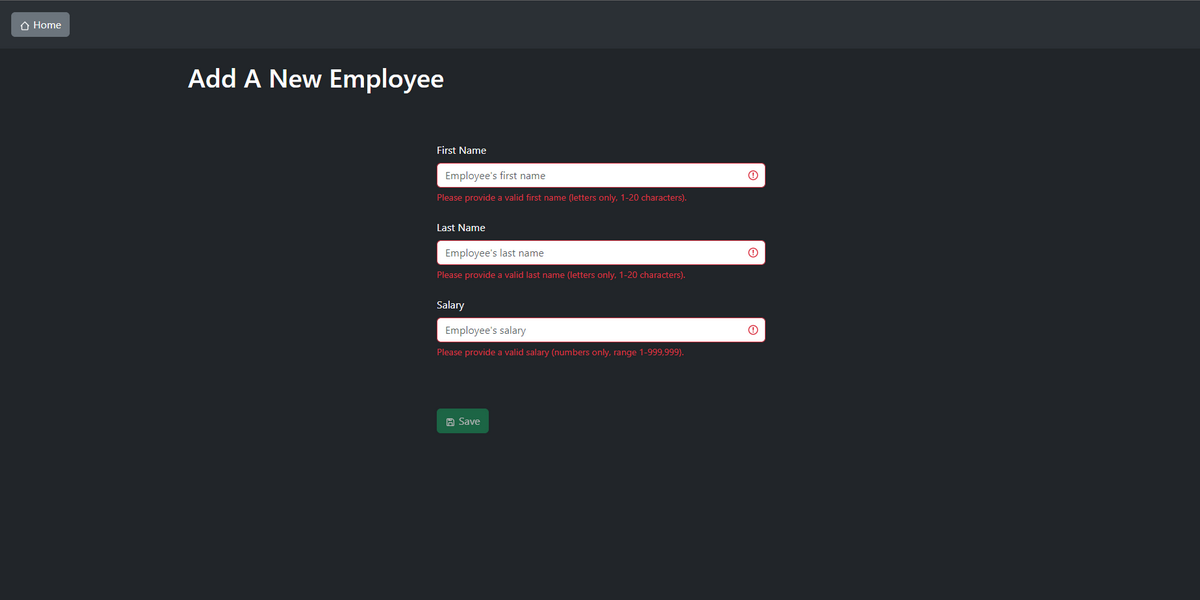 Home
Add A New Employee
First Name
Employee's first name
Please provide a valid first name (letters only, 1-20 characters).
Last Name
Employee's last name
Please provide a valid last name (letters only, 1-20 characters).
Salary
Employee's salary
Please provide a valid salary (numbers only, range 1-999,999).
Save